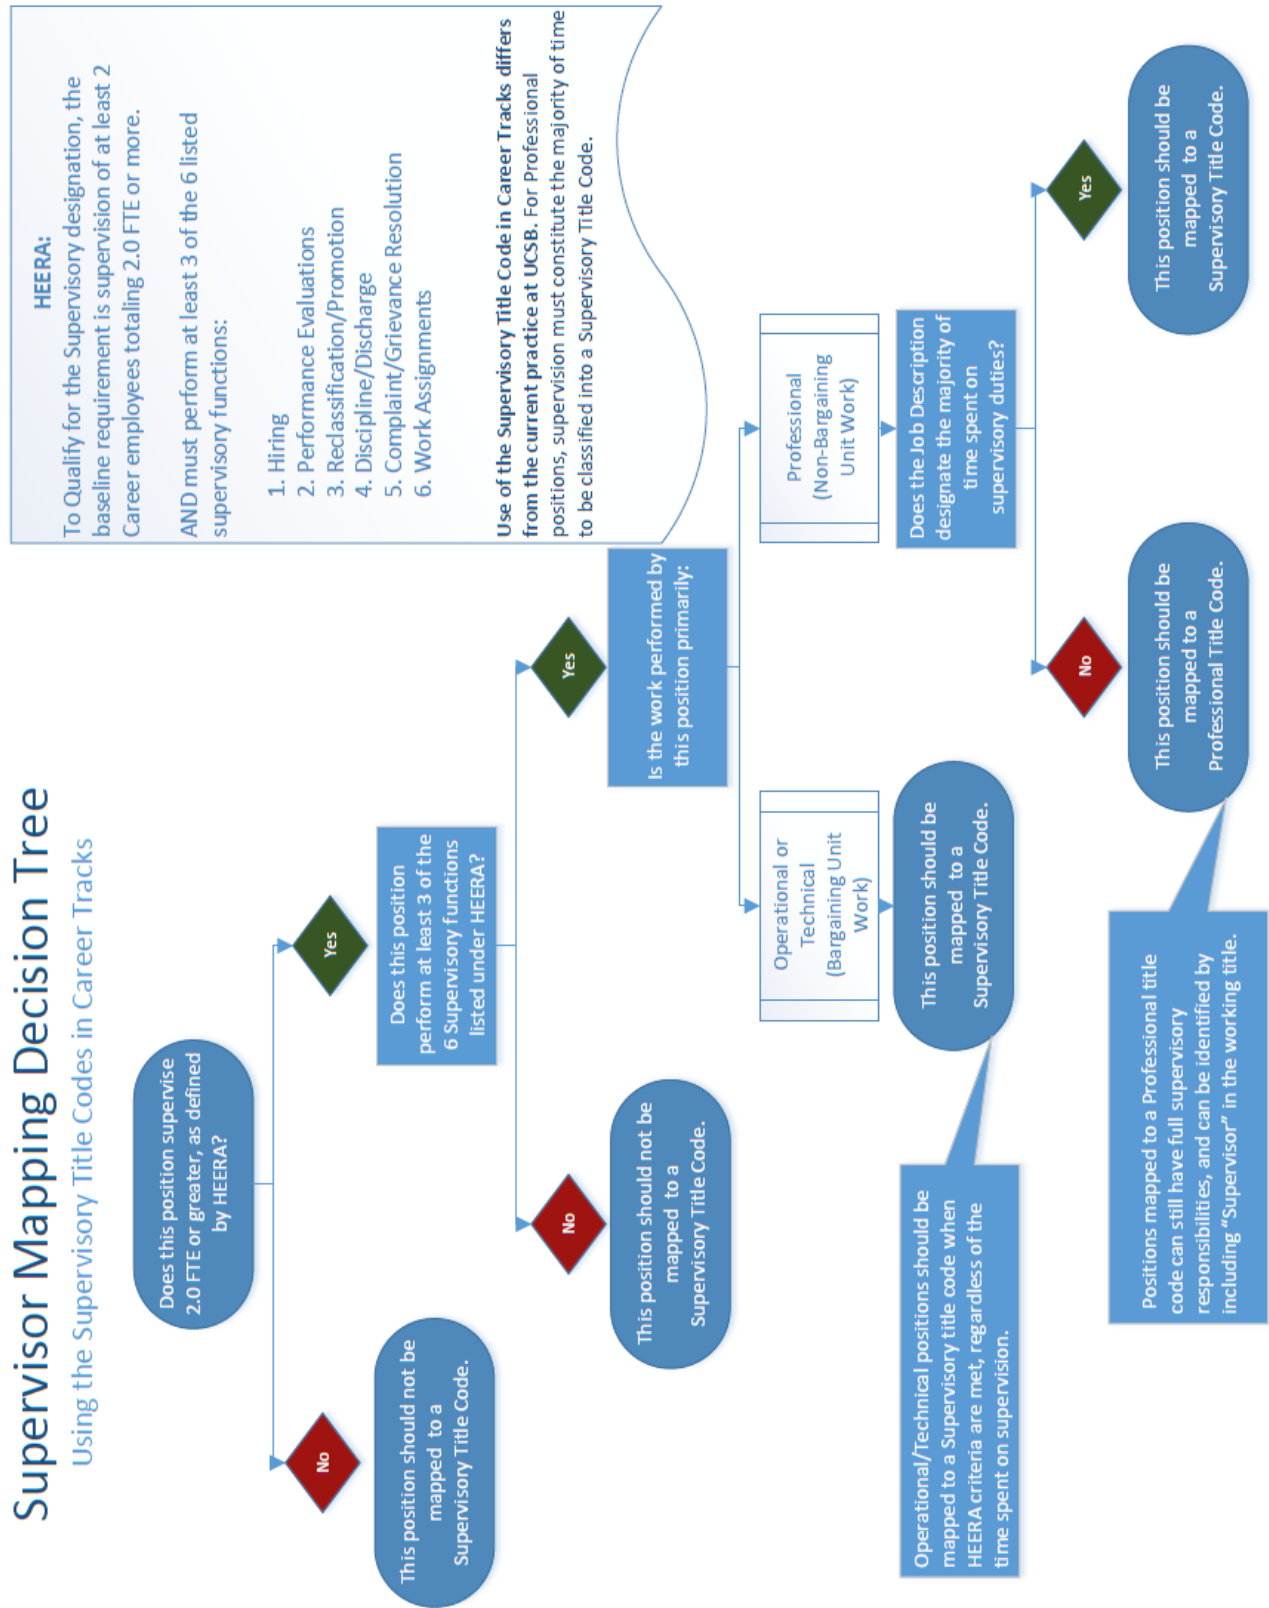 Supervisor Mapping Decision Tree
Using the Supervisory Title Codes in Career Tracks
HEERA:
To Qualify for the Supervisory designation, the
baseline requirement is supervision of at least 2
Career employees totaling 2.0 FTE or more.
AND must perform at least 3 of the 6 listed
supervisory functions:
1. Hiring
2. r Performance Evaluations
3. Reclassification/Promotion
4. Discipline/Discharge
5. Complaint/Grievance Resolution
6. Work Assignments
Use of the Supervisory Title Code in Career Tracks differs
from the current practice at UCSB. For Professional
positions, supervision must constitute the majority of time
to be classified into a Supervisory Title Code.
Does this position supervise
2.0 FTE or greater, as defined
by HEERA?
No
Yes
This position should not be
mapped to a
Supervisory Title Code.
Does this position
perform at least 3 of the
6 Supervisory functions
listed under HEERA?
No
Yes
This position should not be
mapped to a
Supervisory Title Code.
Is the work performed by
this position primarily:
Operational or
Technical
(Bargaining Unit
Work)
Professional
(Non-Bargaining
Unit Work)
This position should be
mapped to a
Supervisory Title Code.
Does the Job Description
designate the majority of
time spent on
supervisory duties?
Operational/Technical positions should be
mapped to a Supervisory title code when
HEERA criteria are met, regardless of the
time spent on supervision.
No
Yes
This position should be
mapped to a
Professional Title Code.
This position should be
mapped to a
Supervisory Title Code.
Positions mapped to a Professional title
code can still have full supervisory
responsibilities, and can be identified by
including “Supervisor” in the working title.